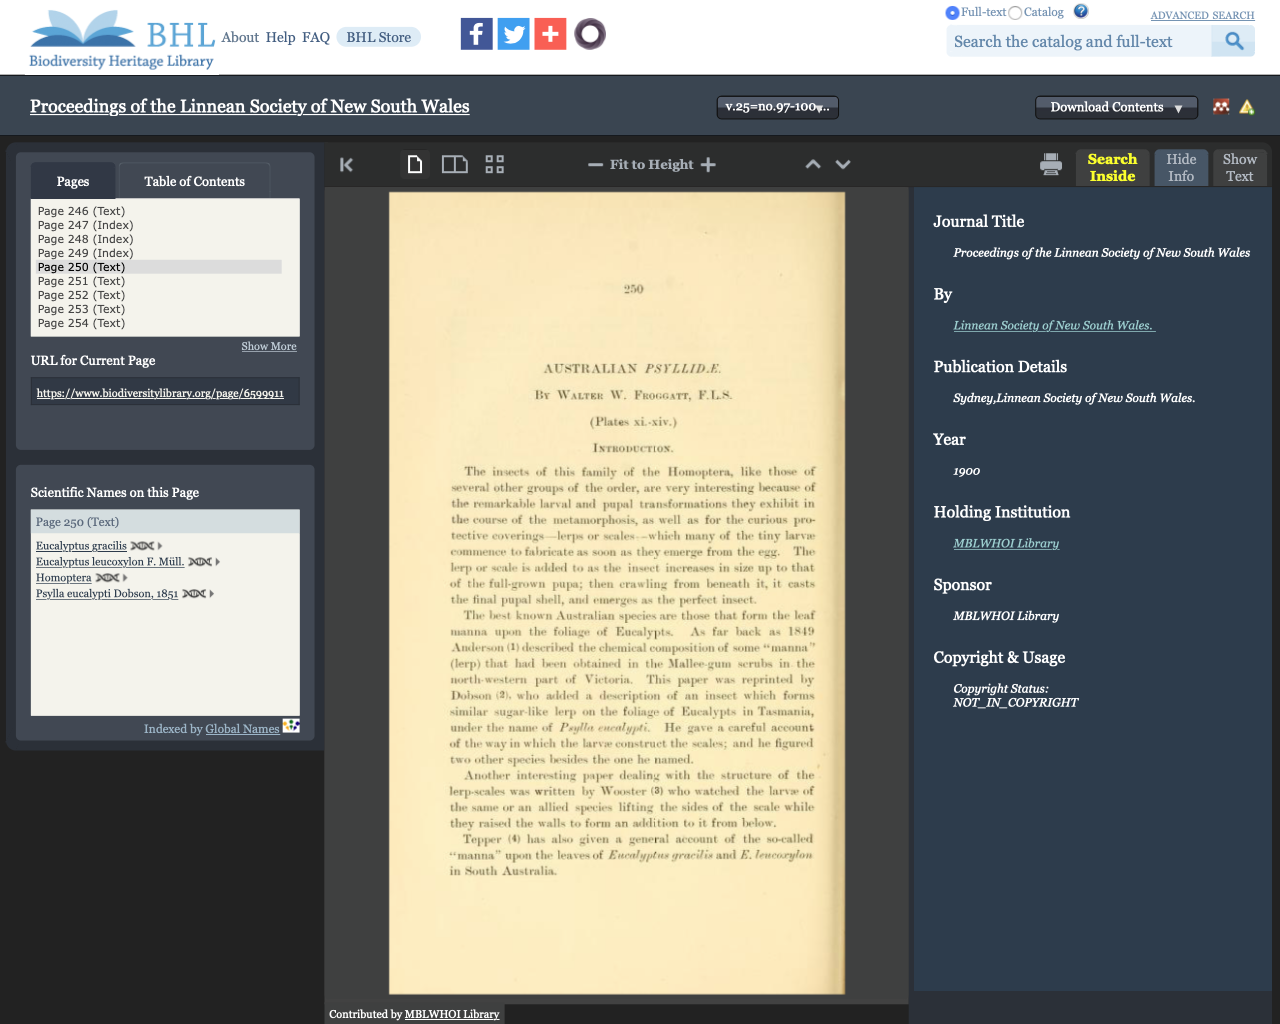 BHL
Biodiversity Heritage Library
About Help FAQ BHL Store
Full-text Catalog ?
ADVANCED SEARCH
Search the catalog and full-text
Proceedings of the Linnean Society of New South Wales
v.25=no.97-100...
Download Contents
Pages
Table of Contents
Page 246 (Text)
Page 247 (Index)
Page 248 (Index)
Page 249 (Index)
Page 250 (Text)
Page 251 (Text)
Page 252 (Text)
Page 253 (Text)
Page 254 (Text)
Show More
URL for Current Page
https://www.biodiversitylibrary.org/page/6599911
Scientific Names on this Page
Page 250 (Text)
Eucalyptus gracilis
Eucalyptus leucoxylon F. Müll.
Homoptera
Psylla eucalypti Dobson, 1851
Indexed by Global Names
Fit to Height
Search
Inside
Hide
Info
Show
Text
250
AUSTRALIAN PSYLLIDÆ.
By Walter W. Froggatt, F.L.S.
(Plates xi.-xiv.)
Introduction.
The insects of this family of the Homoptera, like those of
several other groups of the order, are very interesting because of
the remarkable larval and pupal transformations they exhibit in
the course of the metamorphosis, as well as for the curious pro-
tective coverings—lerps or scales—which many of the tiny larvæ
commence to fabricate as soon as they emerge from the egg. The
lerp or scale is added to as the insect increases in size up to that
of the full-grown pupa; then crawling from beneath it, it casts
the final pupal shell, and emerges as the perfect insect.
The best known Australian species are those that form the leaf
manna upon the foliage of Eucalypts. As far back as 1849
Anderson (1) described the chemical composition of some "manna"
(lerp) that had been obtained in the Mallee-gum scrubs in the
north-western part of Victoria. This paper was reprinted by
Dobson (2), who added a description of an insect which forms
similar sugar-like lerp on the foliage of Eucalypts in Tasmania,
under the name of Psylla eucalypti. He gave a careful account
of the way in which the larvæ construct the scales; and he figured
two other species besides the one he named.
Another interesting paper dealing with the structure of the
lerp-scales was written by Wooster (3) who watched the larvæ of
the same or an allied species lifting the sides of the scale while
they raised the walls to form an addition to it from below.
Tepper (4) has also given a general account of the so-called
"manna" upon the leaves of Eucalyptus gracilis and E. leucoxylon
in South Australia.
Contributed by MBLWHOI Library
Journal Title
Proceedings of the Linnean Society of New South Wales
By
Linnean Society of New South Wales.
Publication Details
Sydney,Linnean Society of New South Wales.
Year
1900
Holding Institution
MBLWHOI Library
Sponsor
MBLWHOI Library
Copyright & Usage
Copyright Status:
NOT_IN_COPYRIGHT